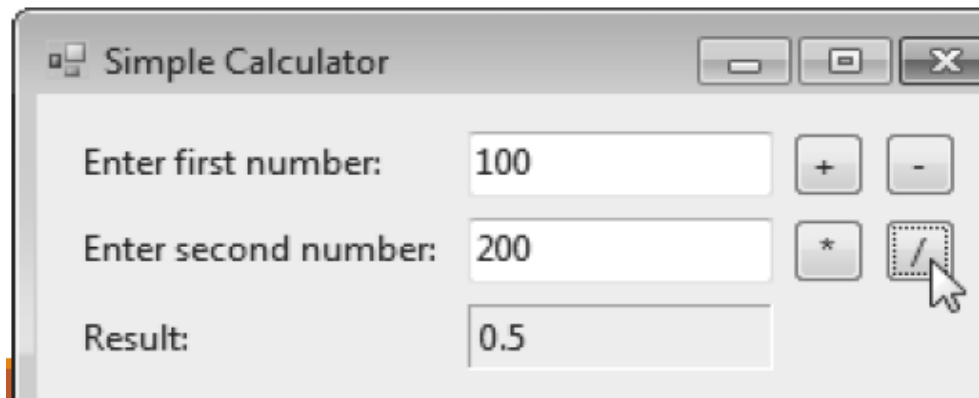 Simple Calculator
Enter first number: 100 + -
Enter second number: 200 * /
Result: 0.5